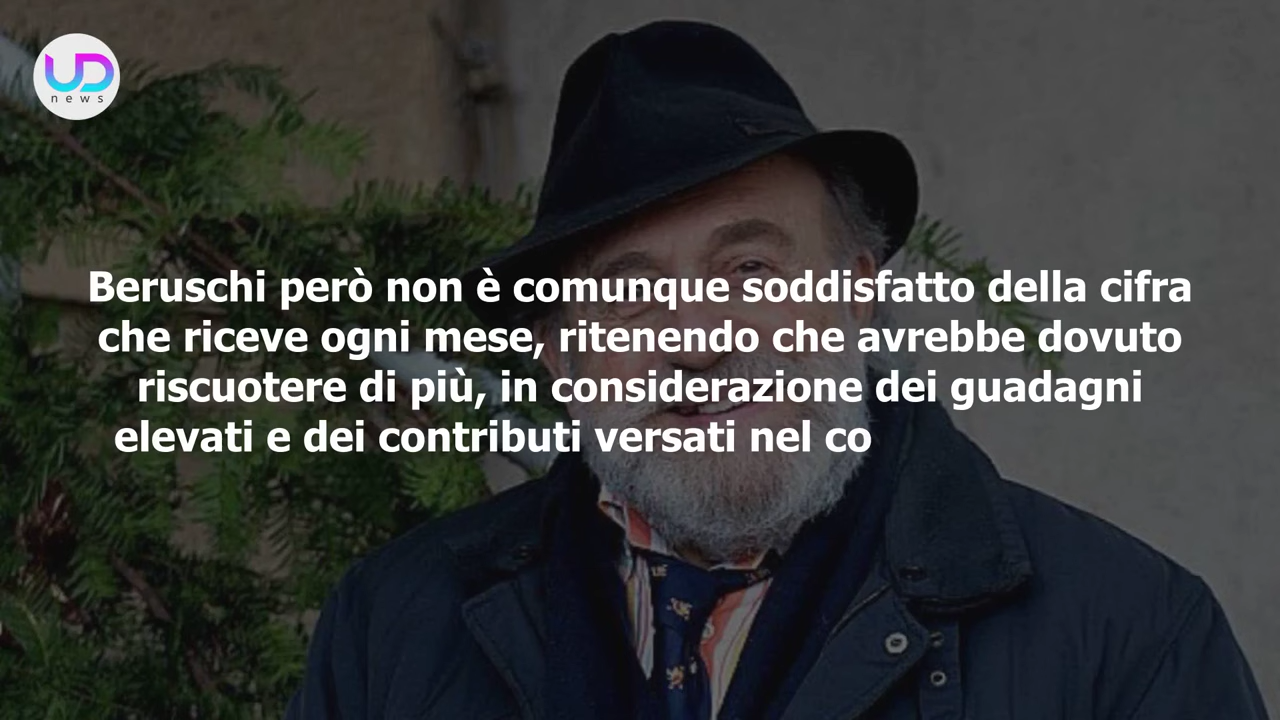 UD
news
Beruschi però non è comunque soddisfatto della cifra
che riceve ogni mese, ritenendo che avrebbe dovuto
riscuotere di più, in considerazione dei guadagni
elevati e dei contributi versati nel co